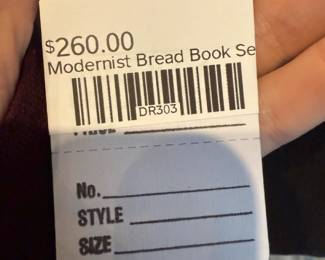 $260.00
Modernist Bread Book Se
DR303
No.
STYLE
SIZE